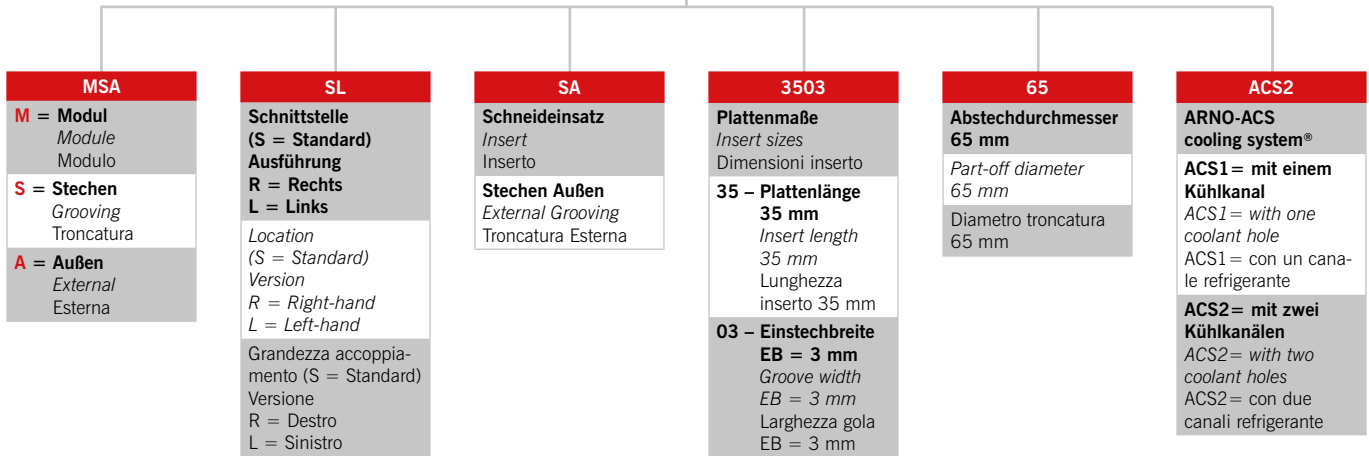 MSA
M = Modul
Module
Modulo
S = Stechen
Grooving
Troncatura
A = Außen
External
Esterna
SL
Schnittstelle
(S = Standard)
Ausführung
R = Rechts
L = Links
Location
(S = Standard)
Version
R = Right-hand
L = Left-hand
Grandezza accoppia-
mento (S = Standard)
Versione
R = Destro
L = Sinistro
SA
Schneideinsatz
Insert
Inserto
Stechen Außen
External Grooving
Troncatura Esterna
3503
Plattenmaße
Insert sizes
Dimensioni inserto
35 – Plattenlänge
35 mm
Insert length
35 mm
Lunghezza
inserto 35 mm
03 – Einstechbreite
EB = 3 mm
Groove width
EB = 3 mm
Larghezza gola
EB = 3 mm
65
Abstechdurchmesser
65 mm
Part-off diameter
65 mm
Diametro troncatura
65 mm
ACS2
ARNO-ACS
cooling system®
ACS1= mit einem
Kühlkanal
ACS1= with one
coolant hole
ACS1= con un cana-
le refrigerante
ACS2= mit zwei
Kühlkanälen
ACS2= with two
coolant holes
ACS2= con due
canali refrigerante